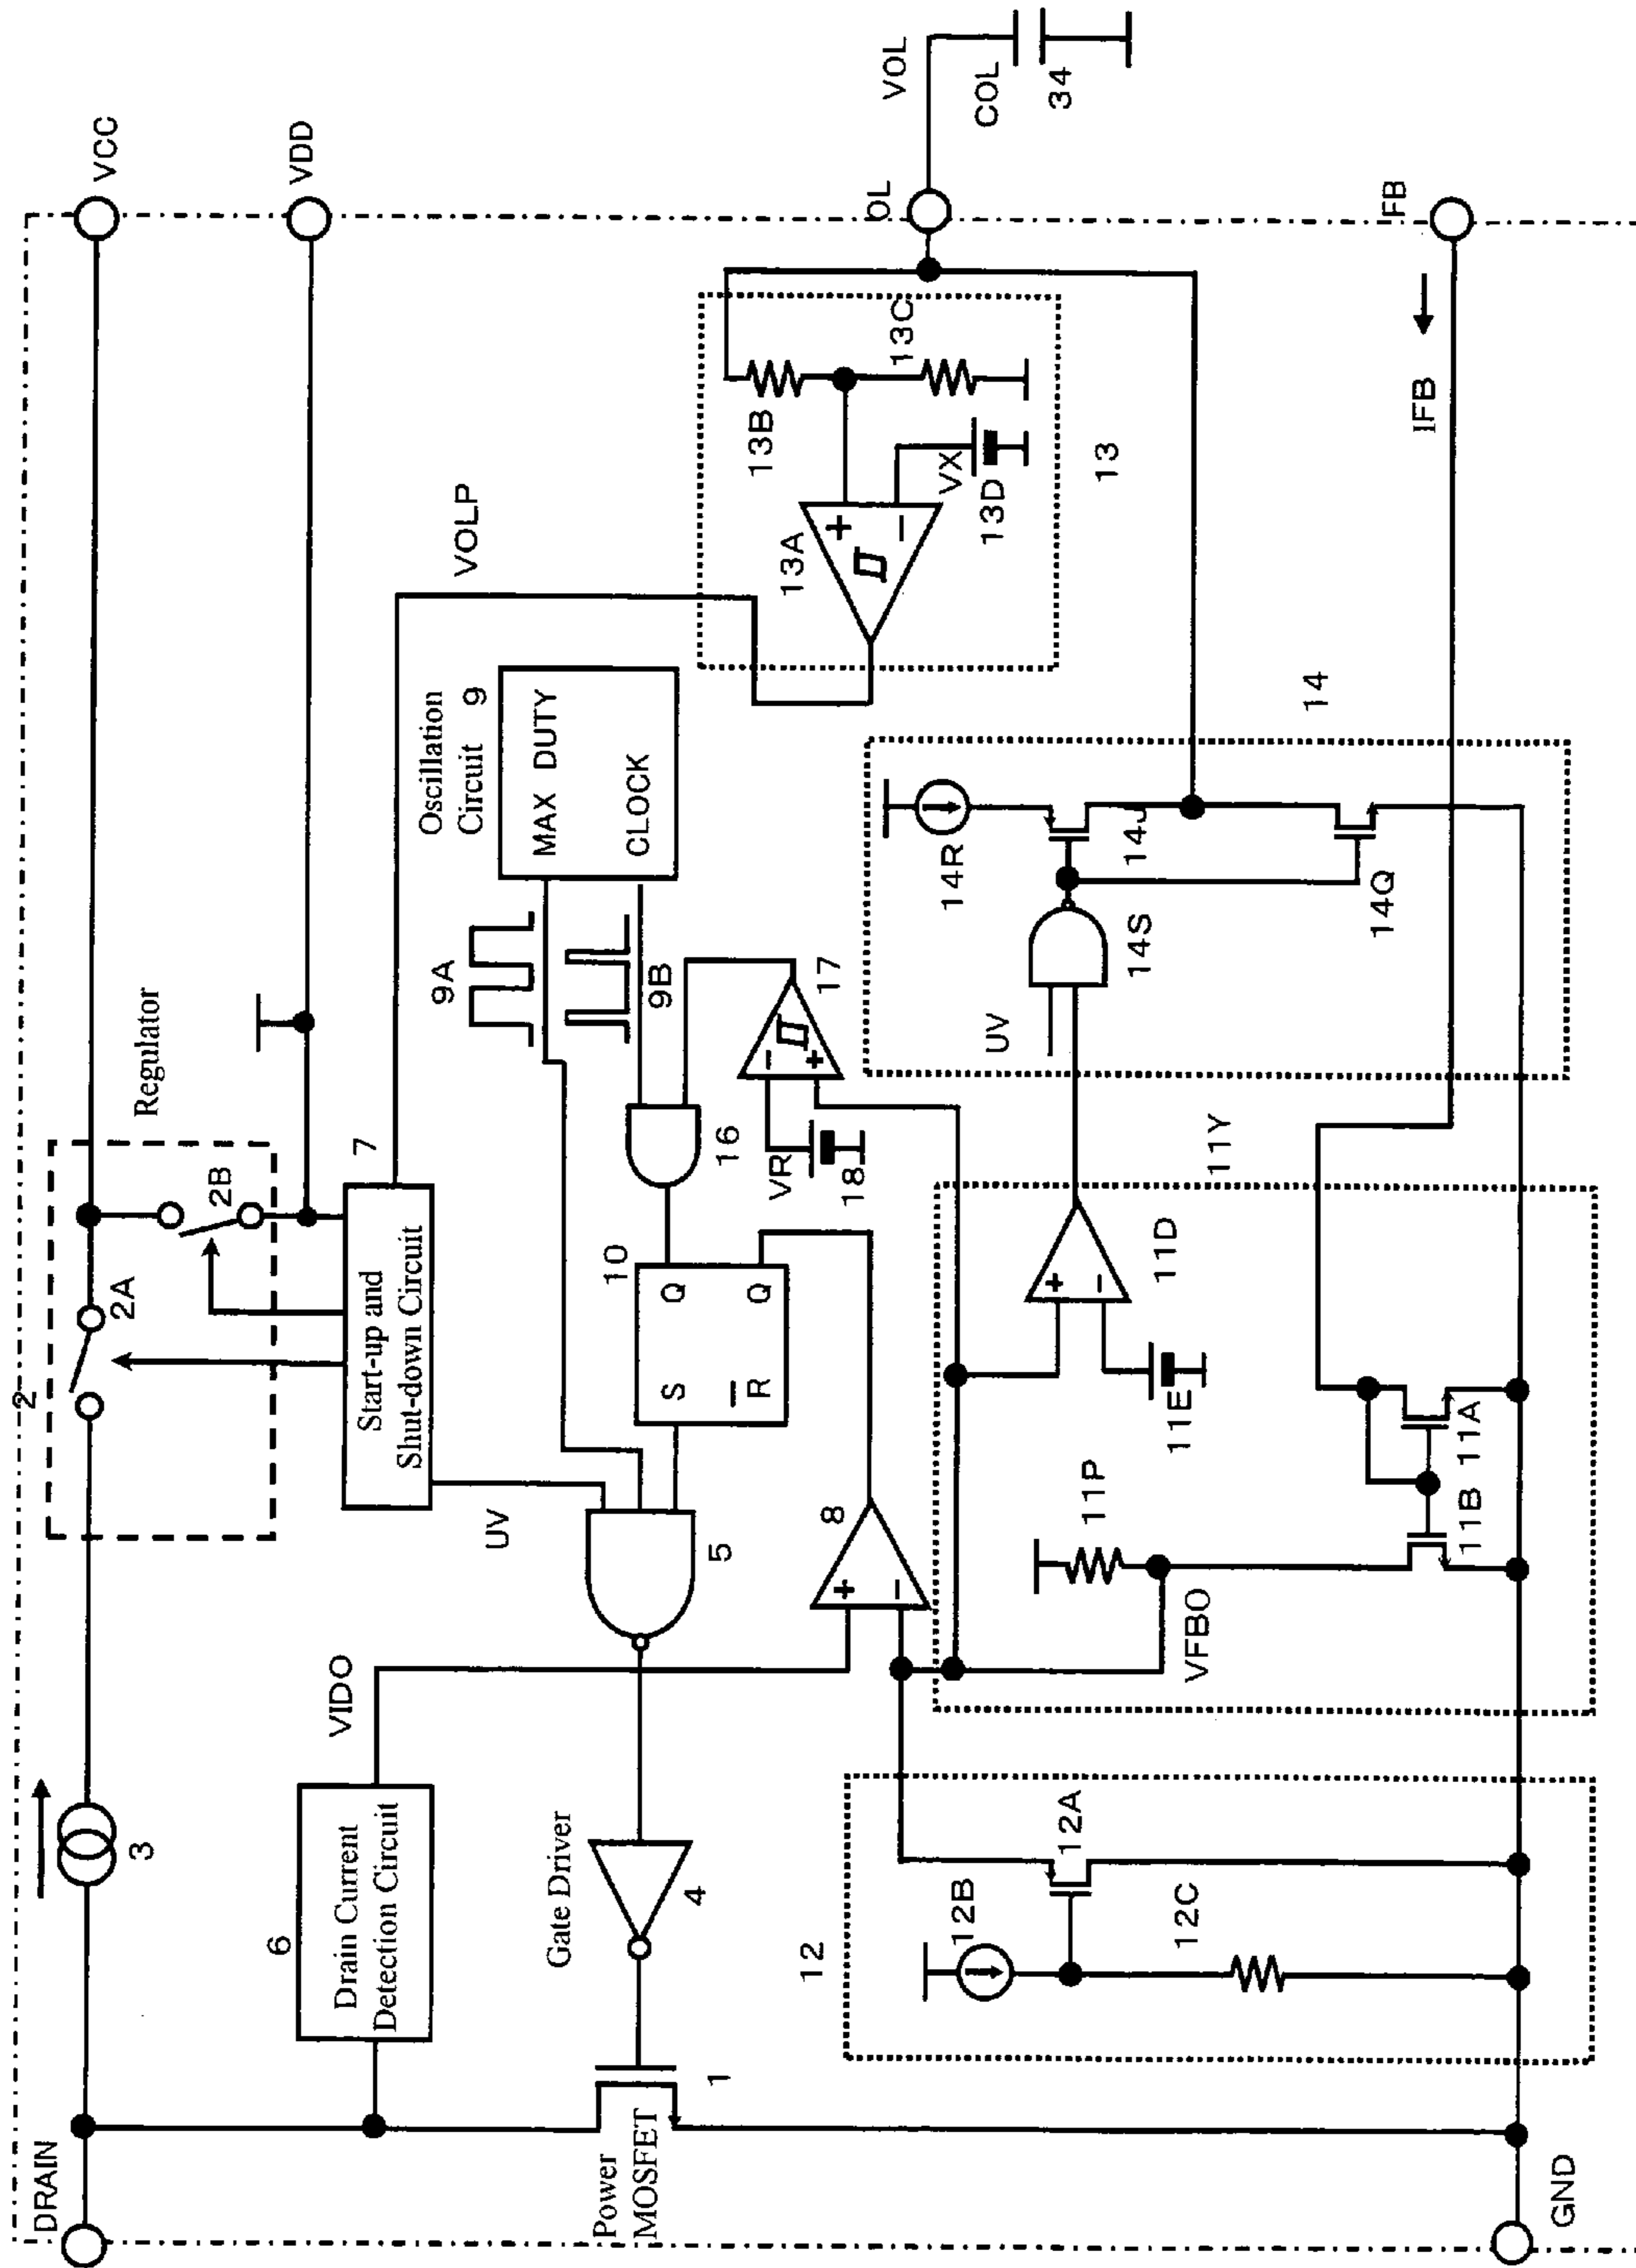 DRAIN
VCC
VDD
3
2
2A
2B
Regulator
7
Start-up and
Shut-down Circuit
6
Drain Current
Detection Circuit
VIDO
UV
VOLP
Oscillation
Circuit 9
MAX DUTY
CLOCK
9A
9B
Gate Driver
4
5
10
S
Q
R
Q
16
17
VR
18
8
Power
MOSFET
1
13A
+
−
13B
13C
VX
13D
13
OL
VOL
COL
34
12
12B
12A
12C
11P
VFBO
11B
11A
11E
11D
+
−
11Y
UV
14S
14R
14J
14Q
14
+
−
−
+
IFB
FB
GND